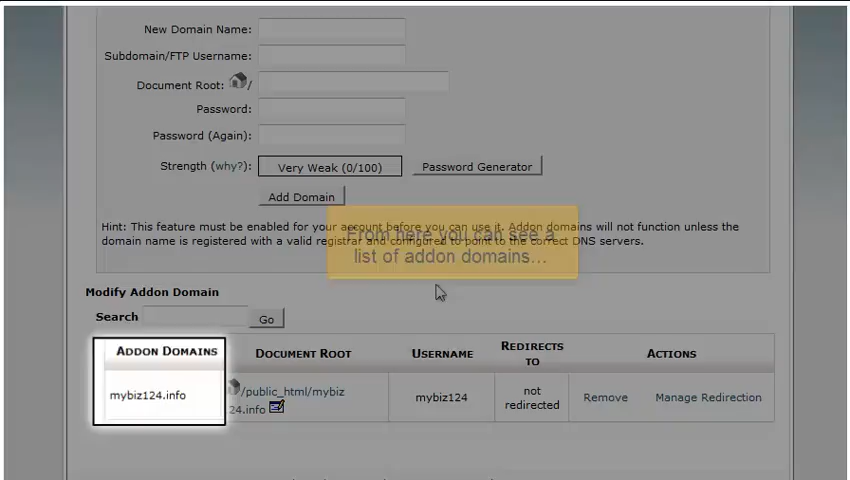 New Domain Name:
Subdomain/FTP Username:
Document Root: /
Password:
Password (Again):
Strength (why?): Very Weak (0/100) Password Generator
Add Domain
Hint: This feature must be enabled for your account before you can use it. Addon domains will not function unless the
domain name is registered with a valid registrar and configured to point to the correct DNS servers.
From here you can see a
list of addon domains...
Modify Addon Domain
Search Go
ADDON DOMAINS DOCUMENT ROOT USERNAME REDIRECTS TO ACTIONS
mybiz124.info /public_html/mybiz mybiz124 not Remove Manage Redirection
24.info redirected